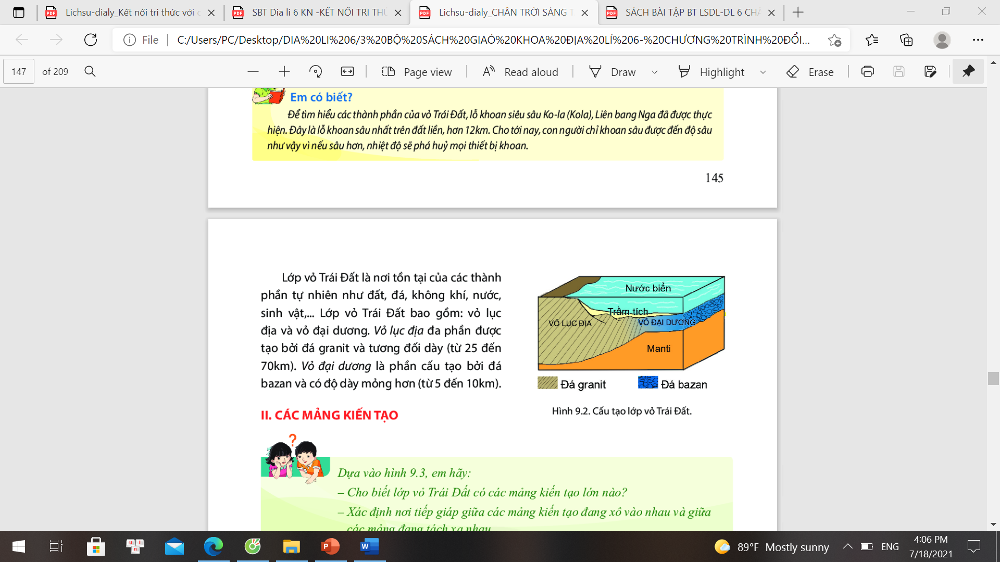 Lichsu-dialy_Kết nối tri thức với c
SBT Dia li 6 KN -KẾT NỐI TRI THỨ
Lichsu-dialy_CHÂN TRỜI SÁNG T
SÁCH BÀI TẬP BT LSDL-DL 6 CHÂ
File
C:/Users/PC/Desktop/DIA%20LI%206/3%20BỘ%20SÁCH%20GIAÓ%20KHOA%20ĐỊA%20LÍ%206-%20CHƯƠNG%20TRÌNH%20ĐỔI...
147 of 209
Page view
Read aloud
Draw
Highlight
Erase
Em có biết?
Để tìm hiểu các thành phần của vỏ Trái Đất, lỗ khoan siêu sâu Ko-la (Kola), Liên bang Nga đã được thực
hiện. Đây là lỗ khoan sâu nhất trên đất liền, hơn 12km. Cho tới nay, con người chỉ khoan sâu được đến độ sâu
như vậy vì nếu sâu hơn, nhiệt độ sẽ phá huỷ mọi thiết bị khoan.
145
Lớp vỏ Trái Đất là nơi tồn tại của các thành
phần tự nhiên như đất, đá, không khí, nước,
sinh vật,... Lớp vỏ Trái Đất bao gồm: vỏ lục
địa và vỏ đại dương. Vỏ lục địa đa phần được
tạo bởi đá granit và tương đối dày (từ 25 đến
70km). Vỏ đại dương là phần cấu tạo bởi đá
bazan và có độ dày mỏng hơn (từ 5 đến 10km).
Nước biển
Trầm tích
VỎ LỤC ĐỊA
VỎ ĐẠI DƯƠNG
Manti
Đá granit
Đá bazan
Hình 9.2. Cấu tạo lớp vỏ Trái Đất.
II. CÁC MẢNG KIẾN TẠO
?
Dựa vào hình 9.3, em hãy:
– Cho biết lớp vỏ Trái Đất có các mảng kiến tạo lớn nào?
– Xác định nơi tiếp giáp giữa các mảng kiến tạo đang xô vào nhau và giữa
các mảng đang tách xa nhau.
89°F Mostly sunny
ENG
4:06 PM
7/18/2021